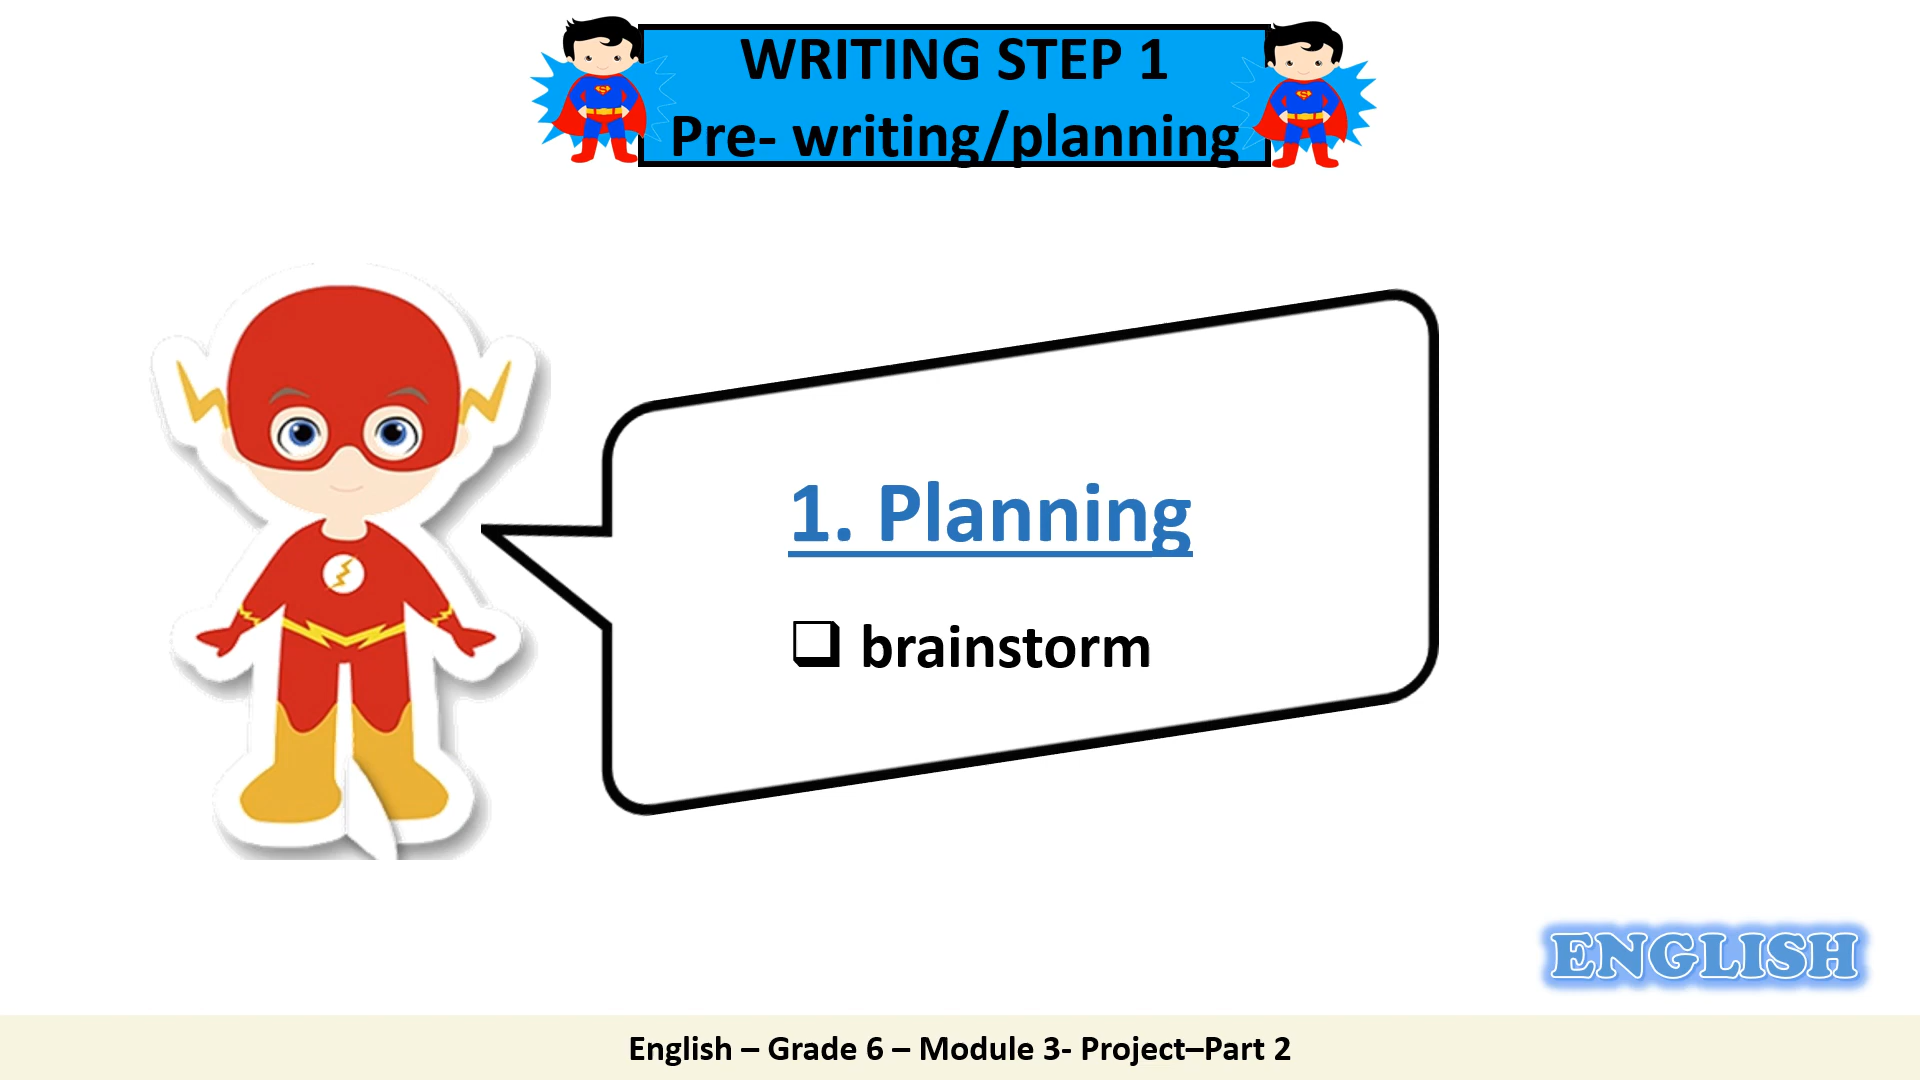 WRITING STEP 1
Pre- writing/planning
1. Planning
❑ brainstorm
ENGLISH
English – Grade 6 – Module 3- Project–Part 2